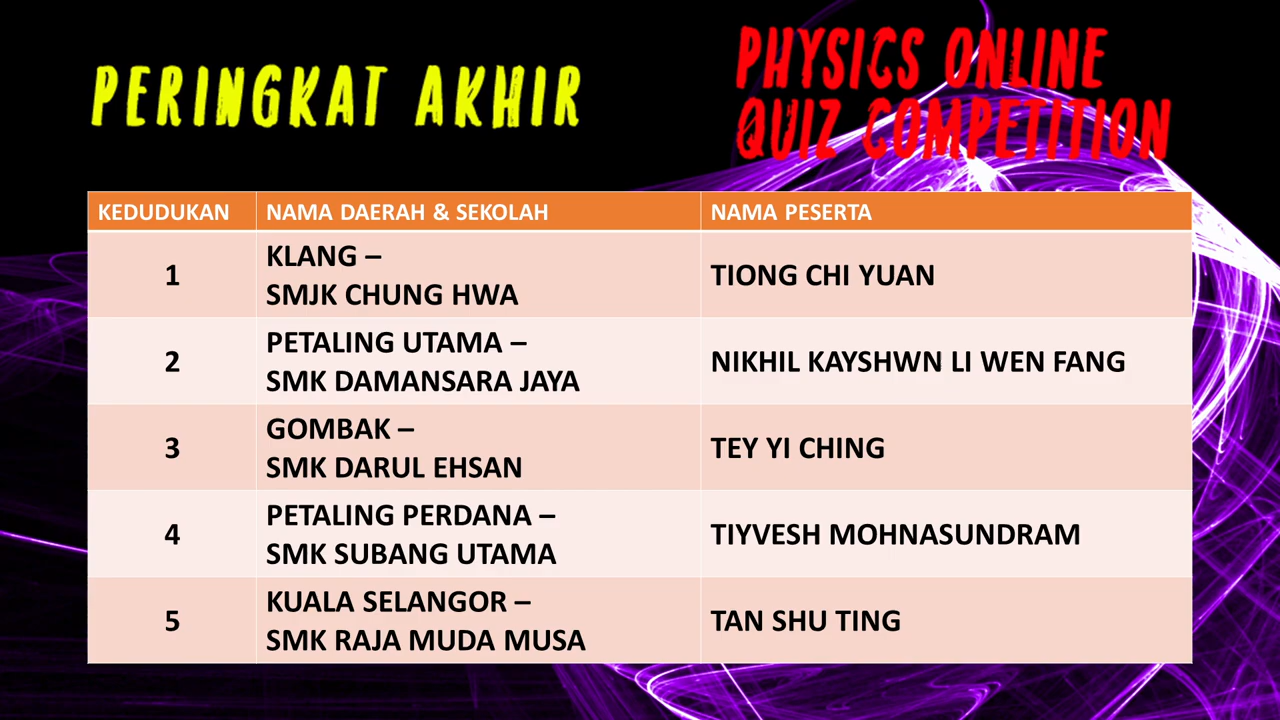 PERINGKAT AKHIR
PHYSICS ONLINE
QUIZ COMPETITION
KEDUDUKAN NAMA DAERAH & SEKOLAH NAMA PESERTA
1 KLANG –
SMJK CHUNG HWA TIONG CHI YUAN
2 PETALING UTAMA –
SMK DAMANSARA JAYA NIKHIL KAYSHWN LI WEN FANG
3 GOMBAK –
SMK DARUL EHSAN TEY YI CHING
4 PETALING PERDANA –
SMK SUBANG UTAMA TIYVESH MOHNASUNDRAM
5 KUALA SELANGOR –
SMK RAJA MUDA MUSA TAN SHU TING